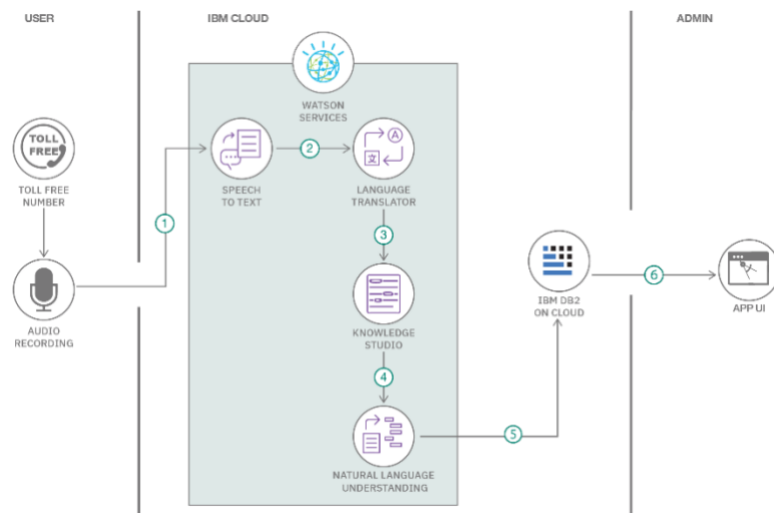 USER
IBM CLOUD
ADMIN
WATSON
SERVICES
TOLL
FREE
TOLL FREE
NUMBER
AUDIO
RECORDING
1
SPEECH
TO TEXT
2
A
文
LANGUAGE
TRANSLATOR
3
KNOWLEDGE
STUDIO
4
NATURAL LANGUAGE
UNDERSTANDING
5
IBM DB2
ON CLOUD
6
APP UI